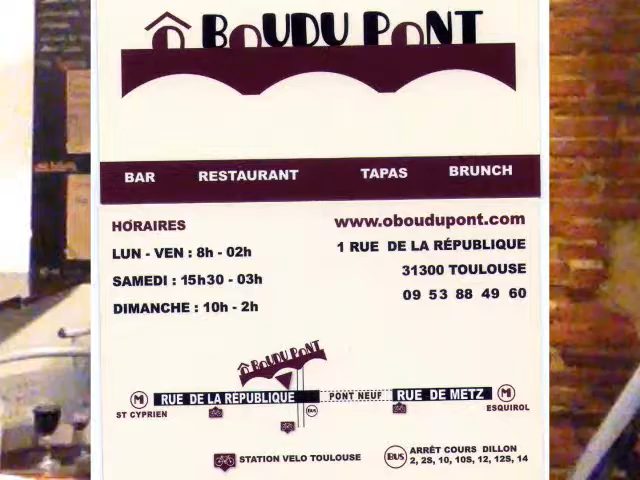 Ô BOUDU PONT
BAR RESTAURANT TAPAS BRUNCH
HORAIRES
LUN - VEN : 8h - 02h
SAMEDI : 15h30 - 03h
DIMANCHE : 10h - 2h
www.oboudupont.com
1 RUE DE LA RÉPUBLIQUE
31300 TOULOUSE
09 53 88 49 60
Ô BOUDU PONT
M RUE DE LA RÉPUBLIQUE PONT NEUF RUE DE METZ M
ST CYPRIEN BUS ESQUIROL
STATION VELO TOULOUSE
BUS ARRÊT COURS DILLON
2, 2S, 10, 10S, 12, 12S, 14